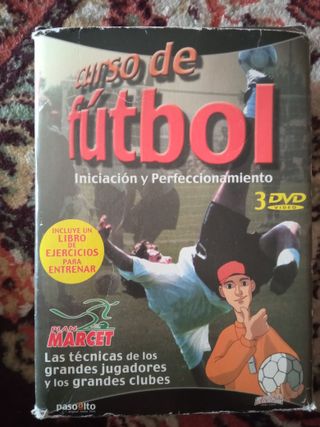 curso de
fútbol
Iniciación y Perfeccionamiento
3 DVD
VIDEO
INCLUYE UN
LIBRO DE
EJERCICIOS
PARA
ENTRENAR
PLAN
MARCET
Las técnicas de los
grandes jugadores
y los grandes clubes
pasoalto